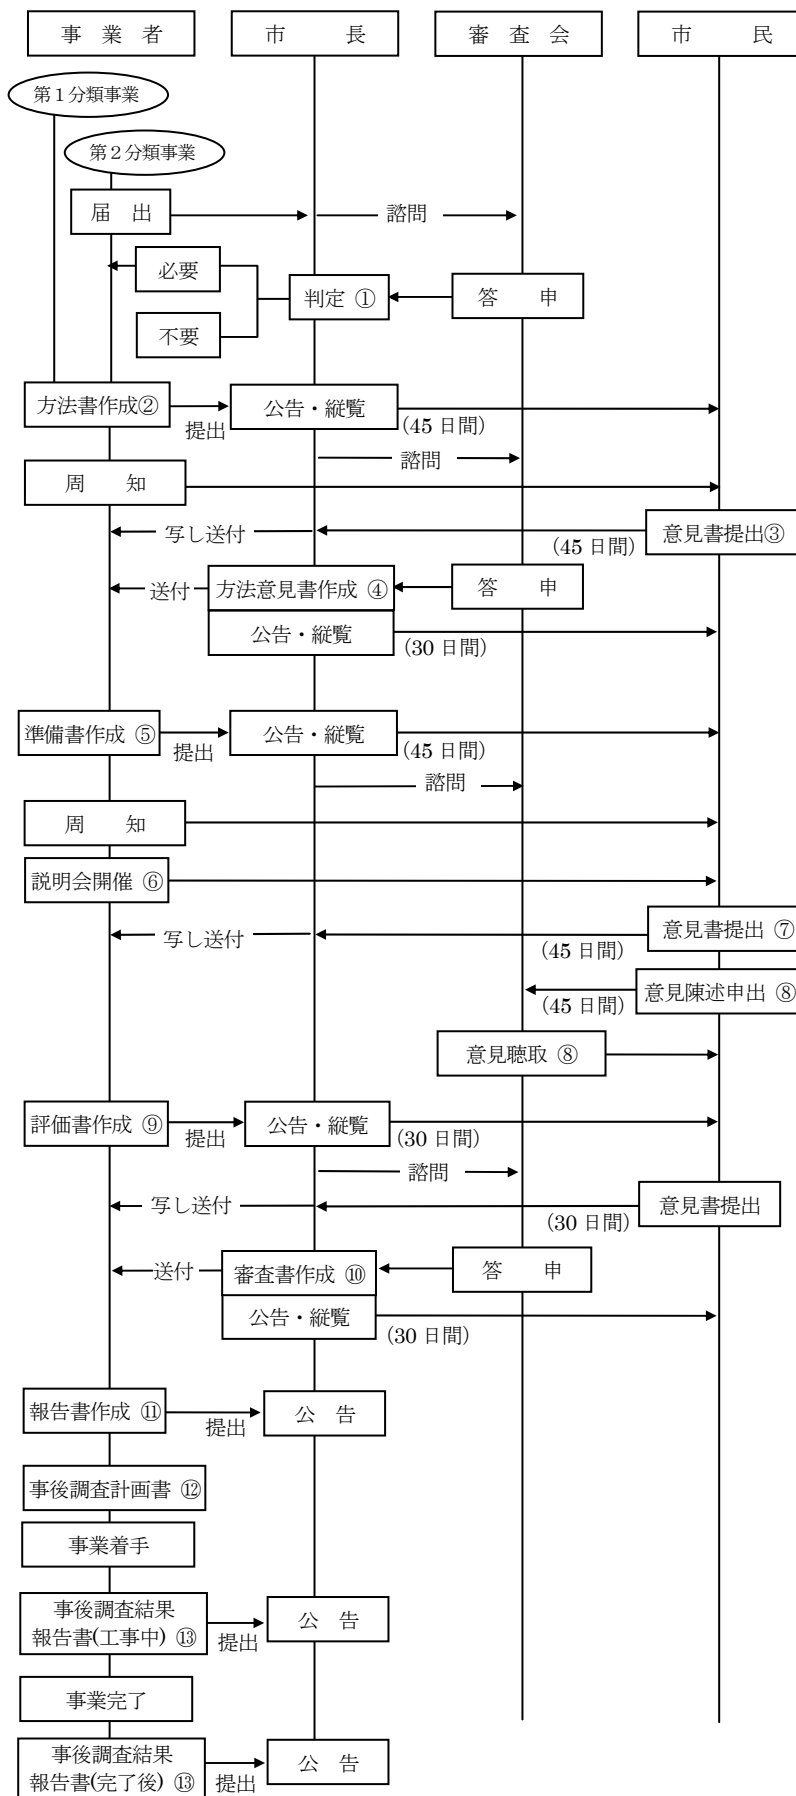 事 業 者
市 長
審 査 会
市 民
第１分類事業
第２分類事業
届 出
諮問
必要
判定 ①
答 申
不要
方法書作成②
提出
公告・縦覧
(45 日間)
諮問
周 知
写し送付
(45 日間)
意見書提出③
送付
方法意見書作成 ④
答 申
公告・縦覧
(30 日間)
準備書作成 ⑤
提出
公告・縦覧
(45 日間)
諮問
周 知
説明会開催 ⑥
写し送付
(45 日間)
意見書提出 ⑦
(45 日間)
意見陳述申出 ⑧
意見聴取 ⑧
評価書作成 ⑨
提出
公告・縦覧
(30 日間)
諮問
写し送付
(30 日間)
意見書提出
送付
審査書作成 ⑩
答 申
公告・縦覧
(30 日間)
報告書作成 ⑪
提出
公 告
事後調査計画書 ⑫
事業着手
事後調査結果
報告書(工事中) ⑬
提出
公 告
事業完了
事後調査結果
報告書(完了後) ⑬
提出
公 告